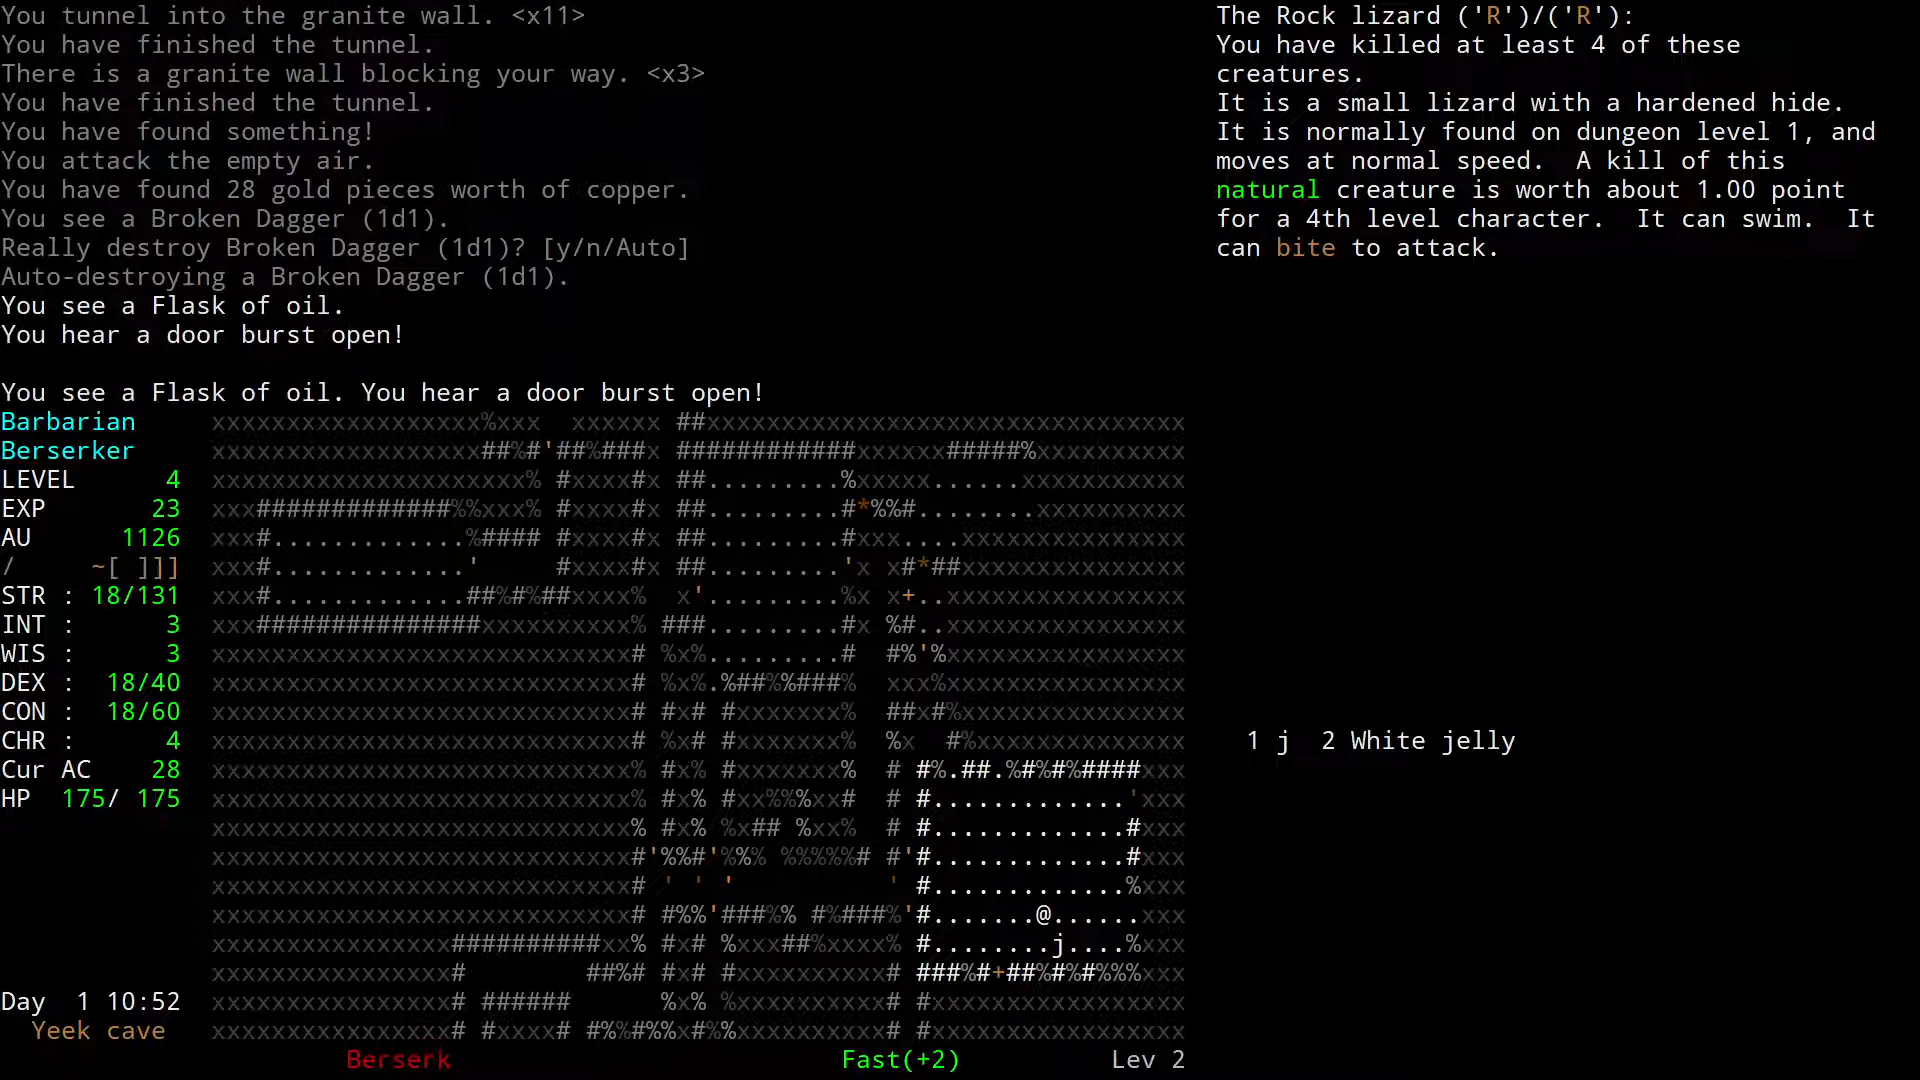 You tunnel into the granite wall. <x11>
You have finished the tunnel.
There is a granite wall blocking your way. <x3>
You have finished the tunnel.
You have found something!
You attack the empty air.
You have found 28 gold pieces worth of copper.
You see a Broken Dagger (1d1).
Really destroy Broken Dagger (1d1)? [y/n/Auto]
Auto-destroying a Broken Dagger (1d1).
You see a Flask of oil.
You hear a door burst open!
You see a Flask of oil. You hear a door burst open!
The Rock lizard ('R')/('R'):
You have killed at least 4 of these
creatures.
It is a small lizard with a hardened hide.
It is normally found on dungeon level 1, and
moves at normal speed.  A kill of this
natural creature is worth about 1.00 point
for a 4th level character.  It can swim.  It
can bite to attack.
Barbarian
Berserker
LEVEL 4
EXP 23
AU 1126
/ ~[ ]]]
STR : 18/131
INT : 3
WIS : 3
DEX : 18/40
CON : 18/60
CHR : 4
Cur AC 28
HP 175/ 175
Day 1 10:52
Yeek cave
1 j 2 White jelly
Berserk
Fast(+2)
Lev 2